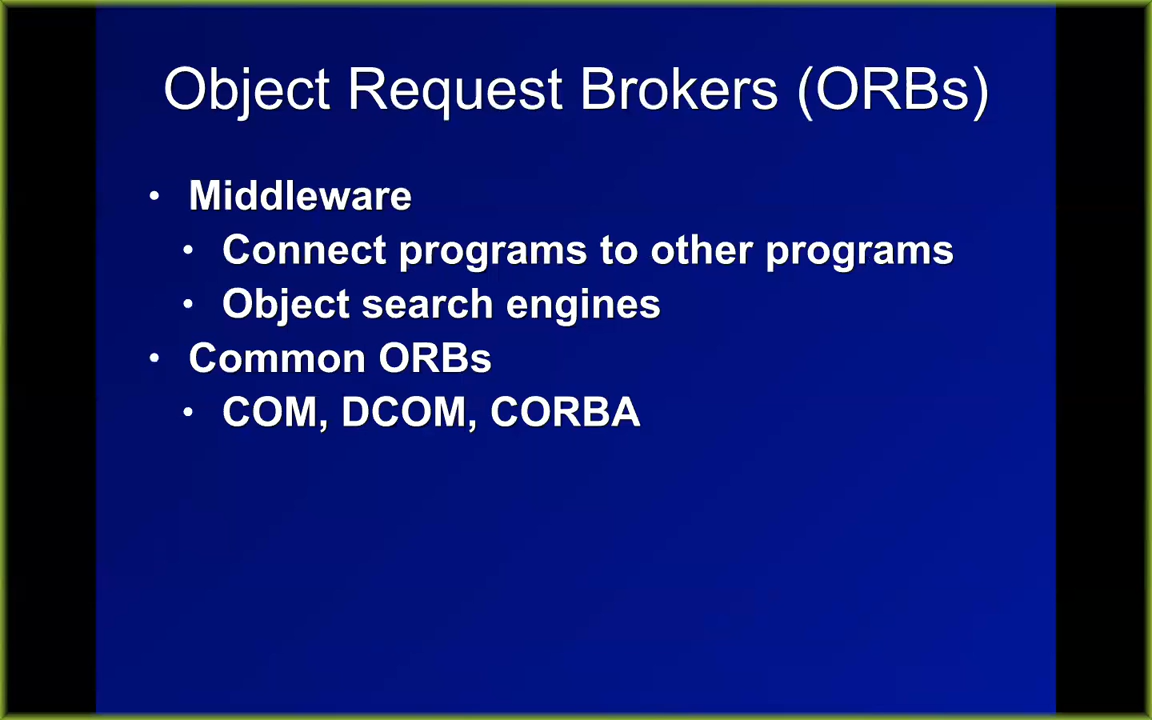 Object Request Brokers (ORBs)
• Middleware
• Connect programs to other programs
• Object search engines
• Common ORBs
• COM, DCOM, CORBA